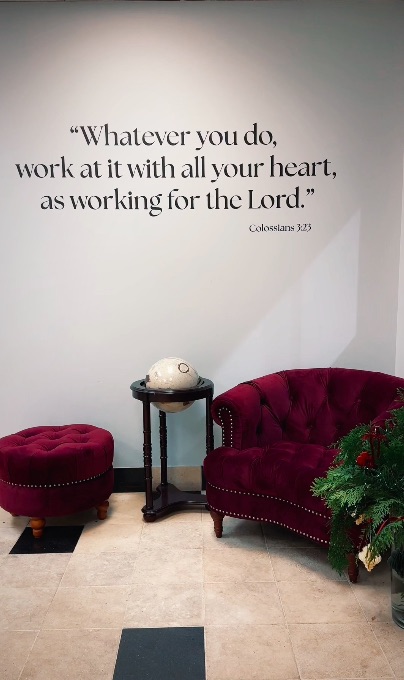 “Whatever you do,
work at it with all your heart,
as working for the Lord.”
Colossians 3:23